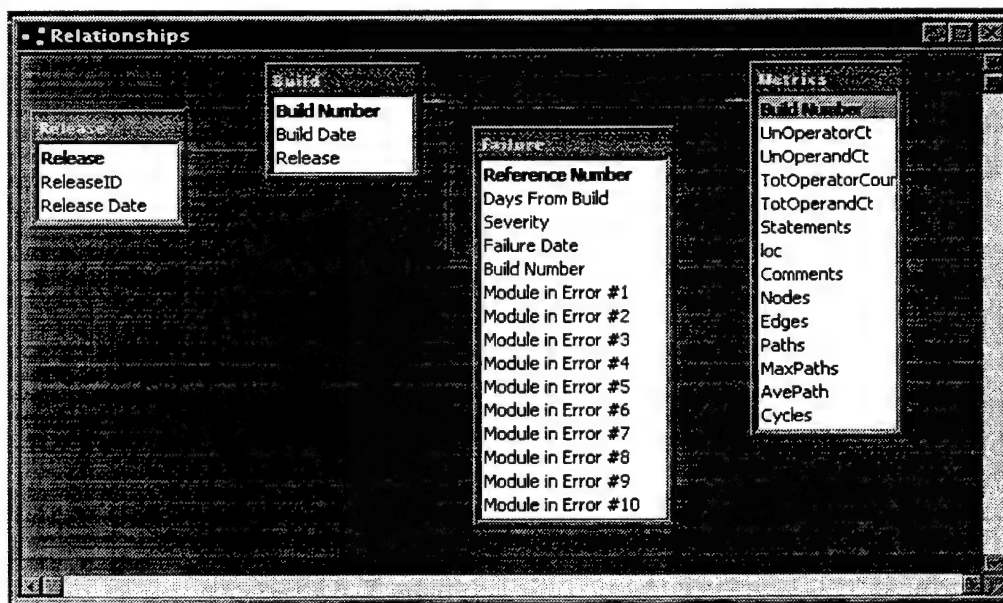 Relationships
Release
Release
ReleaseID
Release Date
Build
Build Number
Build Date
Release
Failure
Reference Number
Days From Build
Severity
Failure Date
Build Number
Module in Error #1
Module in Error #2
Module in Error #3
Module in Error #4
Module in Error #5
Module in Error #6
Module in Error #7
Module in Error #8
Module in Error #9
Module in Error #10
Metrics
Build Number
UnOperatorCt
UnOperandCt
TotOperatorCour
TotOperandCt
Statements
loc
Comments
Nodes
Edges
Paths
MaxPaths
AvePath
Cycles